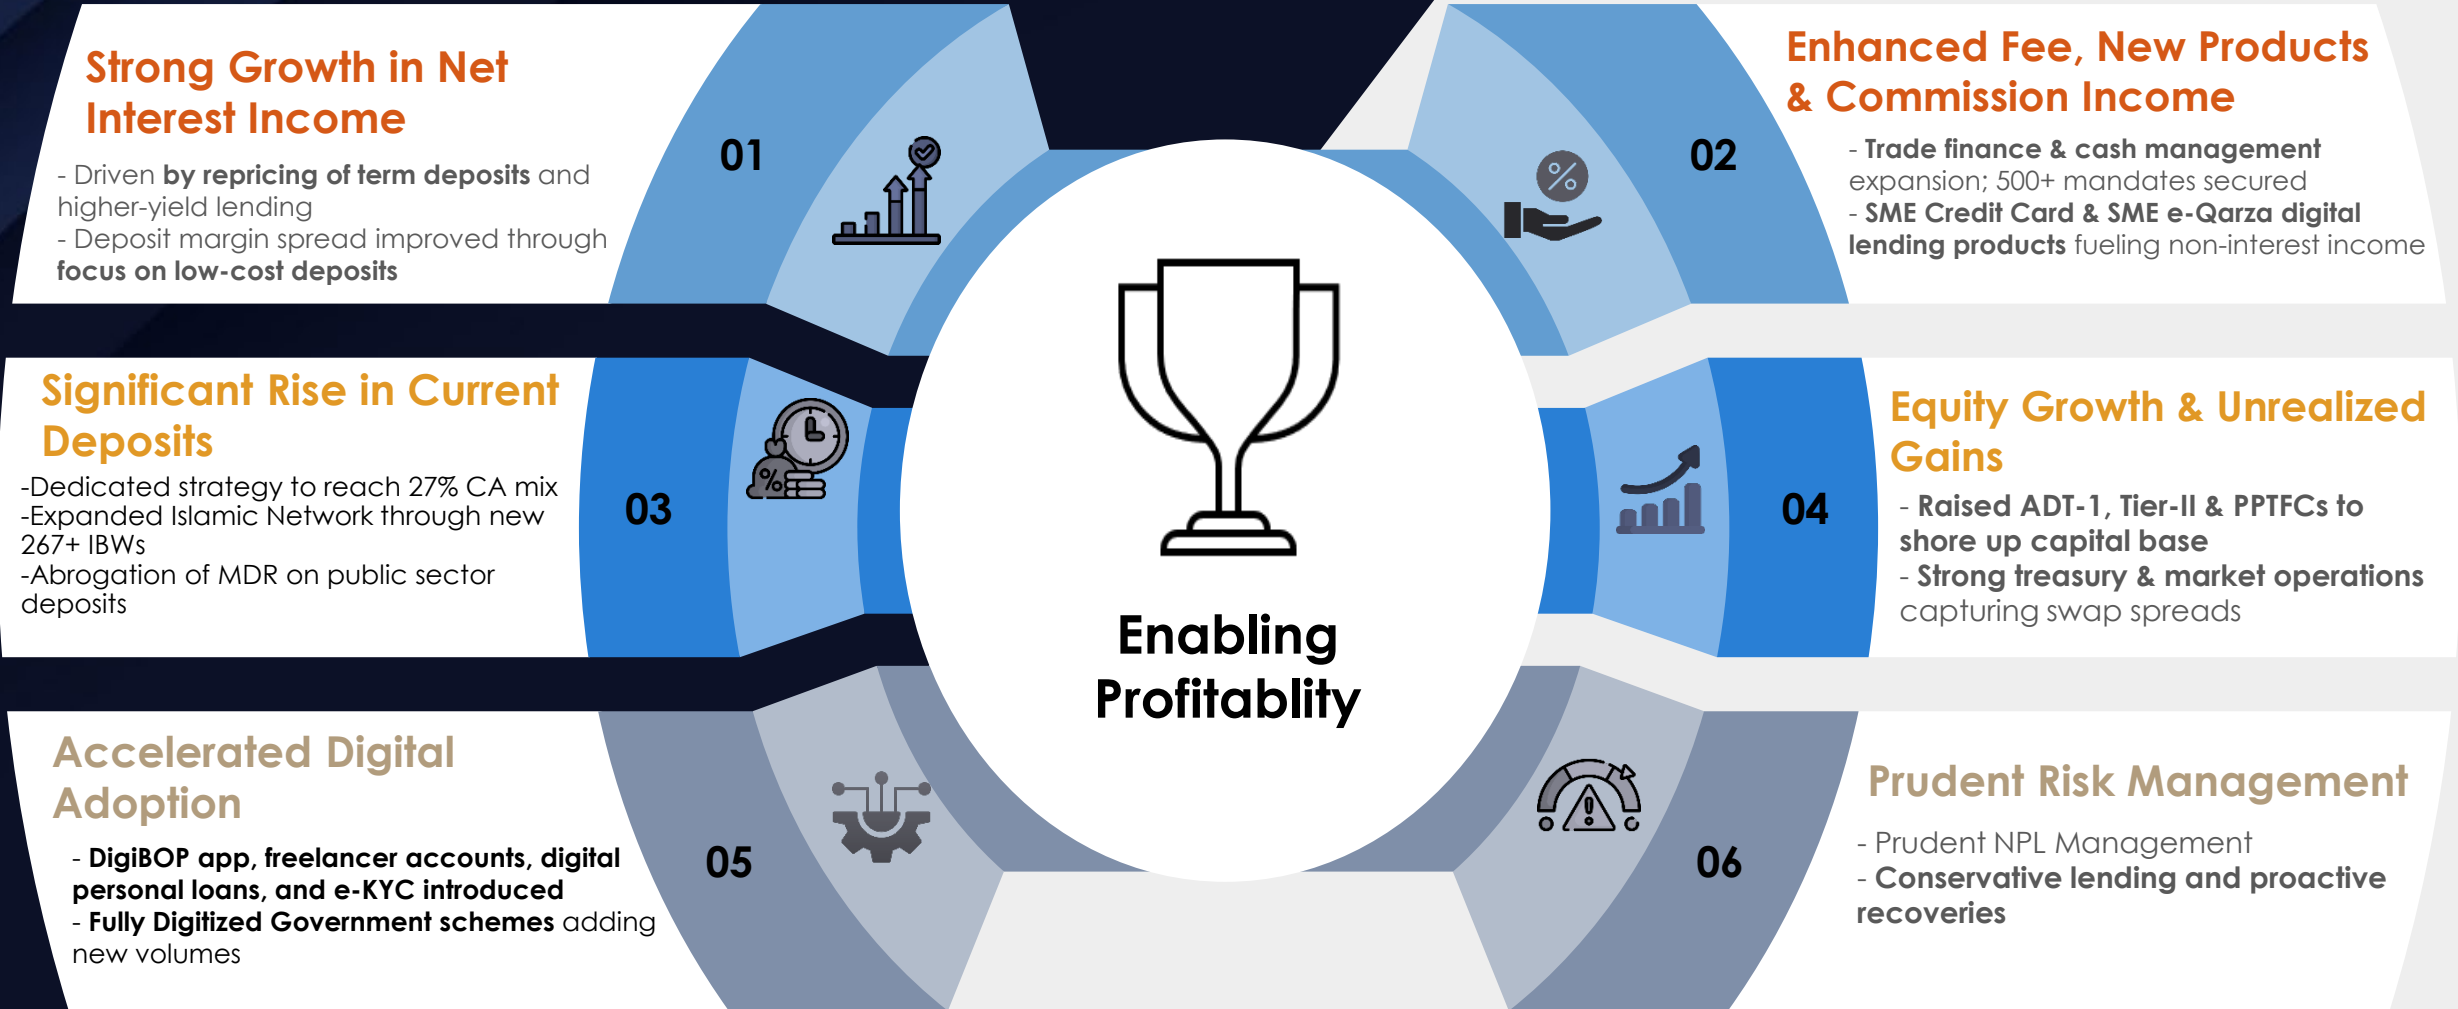 Strong Growth in Net
Interest Income
- Driven by repricing of term deposits and
higher-yield lending
- Deposit margin spread improved through
focus on low-cost deposits
01
02
Enhanced Fee, New Products
& Commission Income
- Trade finance & cash management
expansion; 500+ mandates secured
- SME Credit Card & SME e-Qarza digital
lending products fueling non-interest income
Significant Rise in Current
Deposits
-Dedicated strategy to reach 27% CA mix
-Expanded Islamic Network through new
267+ IBWs
-Abrogation of MDR on public sector
deposits
03
Enabling
Profitablity
04
Equity Growth & Unrealized
Gains
- Raised ADT-1, Tier-II & PPTFCs to
shore up capital base
- Strong treasury & market operations
capturing swap spreads
Accelerated Digital
Adoption
- DigiBOP app, freelancer accounts, digital
personal loans, and e-KYC introduced
- Fully Digitized Government schemes adding
new volumes
05
06
Prudent Risk Management
- Prudent NPL Management
- Conservative lending and proactive
recoveries